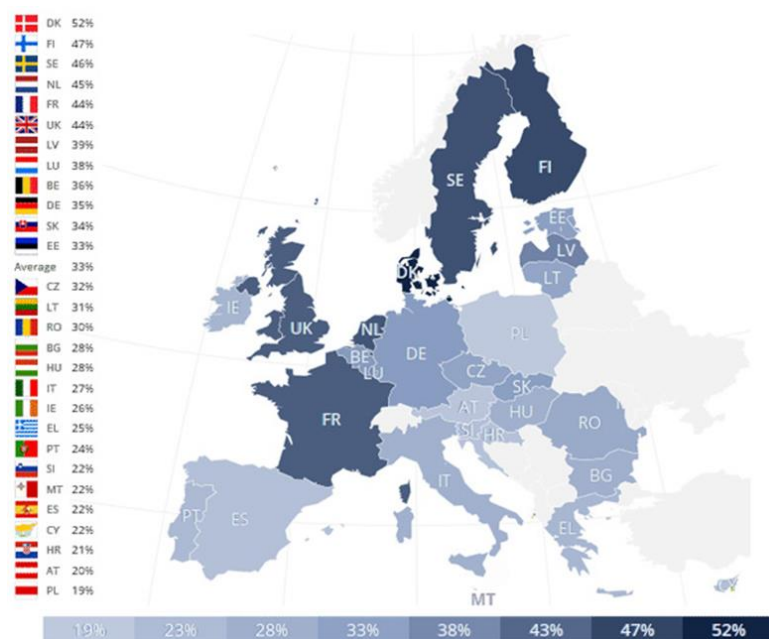 DK 52%
FI 47%
SE 46%
NL 45%
FR 44%
UK 44%
LV 39%
LU 38%
BE 36%
DE 35%
SK 34%
EE 33%
Average 33%
CZ 32%
LT 31%
RO 30%
BG 28%
HU 28%
IT 27%
IE 26%
EL 25%
PT 24%
SI 22%
MT 22%
ES 22%
CY 22%
HR 21%
AT 20%
PL 19%
FI
SE
EE
LV
DK
LT
IE
UK
NL
PL
BE
DE
LU
CZ
SK
FR
AT
HU
SI
HR
RO
IT
BG
PT
ES
EL
CY
MT
19% 23% 28% 33% 38% 43% 47% 52%